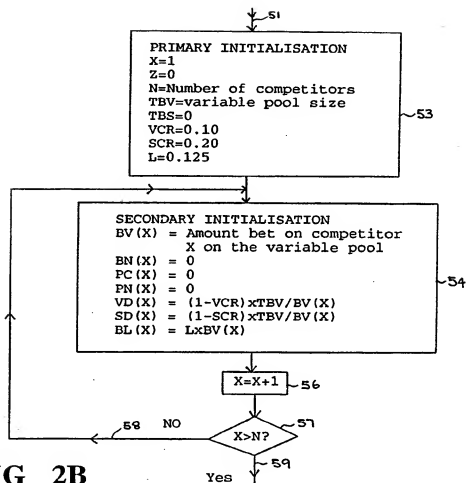 51
PRIMARY INITIALISATION
X=1
Z=0
N=Number of competitors
TBV=variable pool size
TBS=0
VCR=0.10
SCR=0.20
L=0.125
53
SECONDARY INITIALISATION
BV(X) = Amount bet on competitor
X on the variable pool
BN(X) = 0
PC(X) = 0
PN(X) = 0
VD(X) = (1-VCR)xTBV/BV(X)
SD(X) = (1-SCR)xTBV/BV(X)
BL(X) = LxBV(X)
54
X=X+1
56
57
58 NO
X>N?
59
Yes
IG 2B